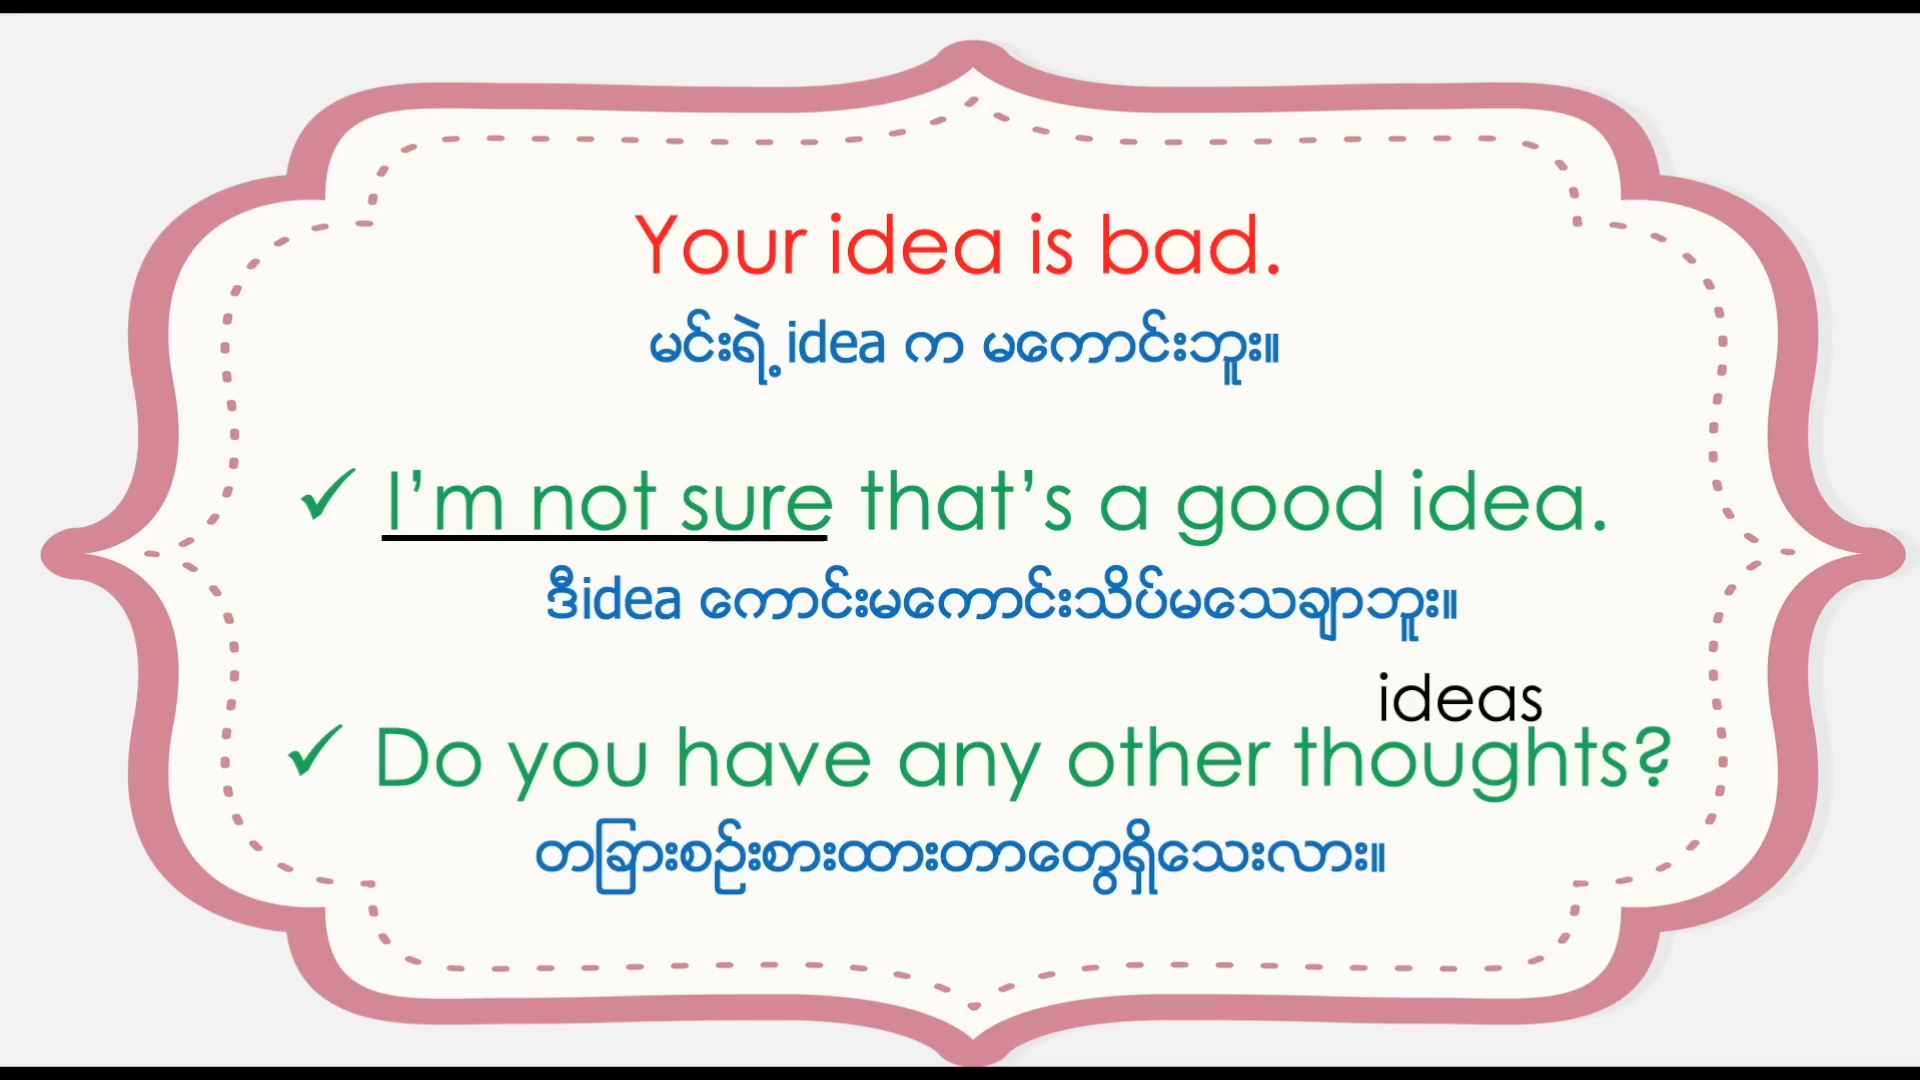 Your idea is bad.
မင်းရဲ့ idea က မကောင်းဘူး။
✓ I'm not sure that's a good idea.
ဒီidea ကောင်းမကောင်းသိပ်မသေချာဘူး။
ideas
✓ Do you have any other thoughts?
တခြားစဉ်းစားထားတာတွေရှိသေးလား။